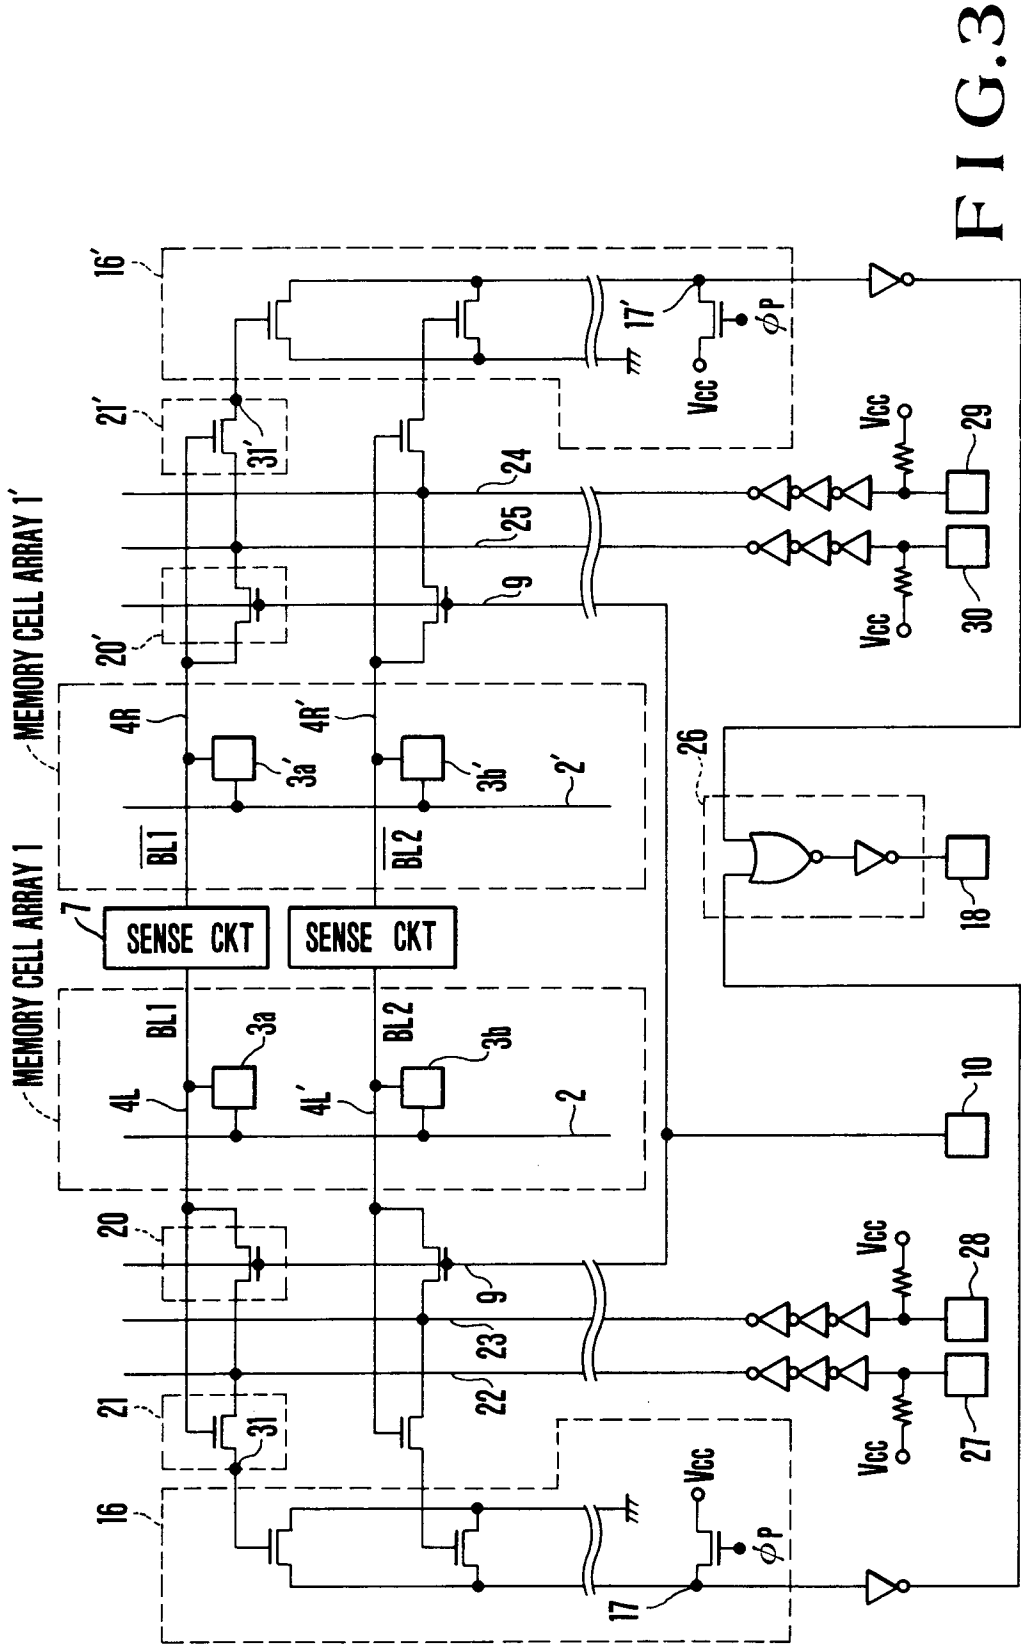 MEMORY CELL ARRAY 1
MEMORY CELL ARRAY 1'
16
21
20
7
20'
21'
16'
4L
BL1
SENSE CKT
BL1
4R
31
3a
3'a
31'
4L'
BL2
SENSE CKT
BL2
4R'
22
23
9
2
3b
3'b
2'
9
25
24
17
VCC
φP
17'
VCC
φP
26
VCC
VCC
VCC
VCC
27
28
10
18
30
29
FIG.3